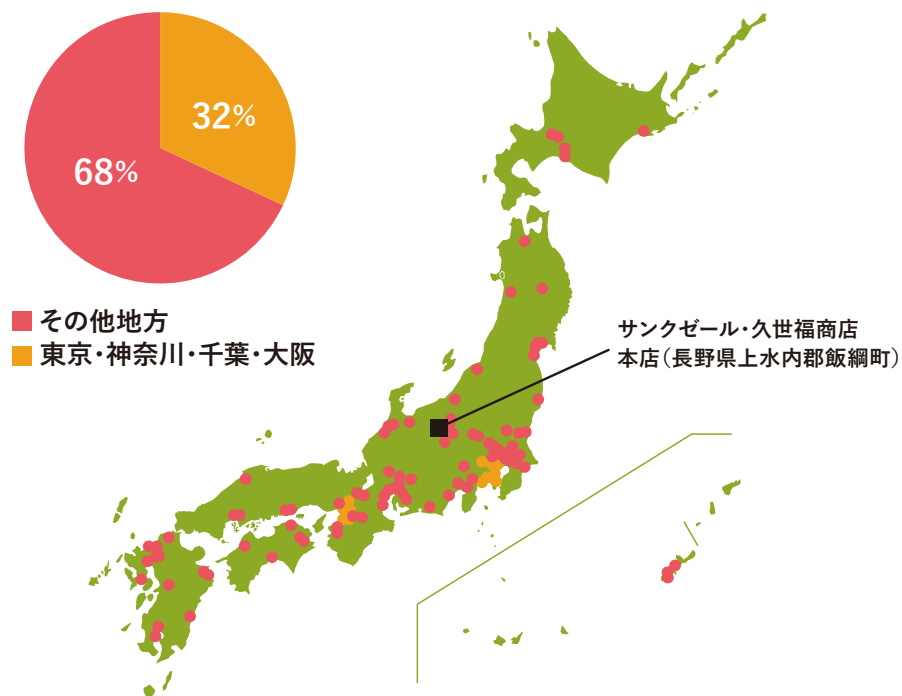 32%
68%
その他地方
東京・神奈川・千葉・大阪
サンクゼール・久世福商店
本店（長野県上水内郡飯綱町）